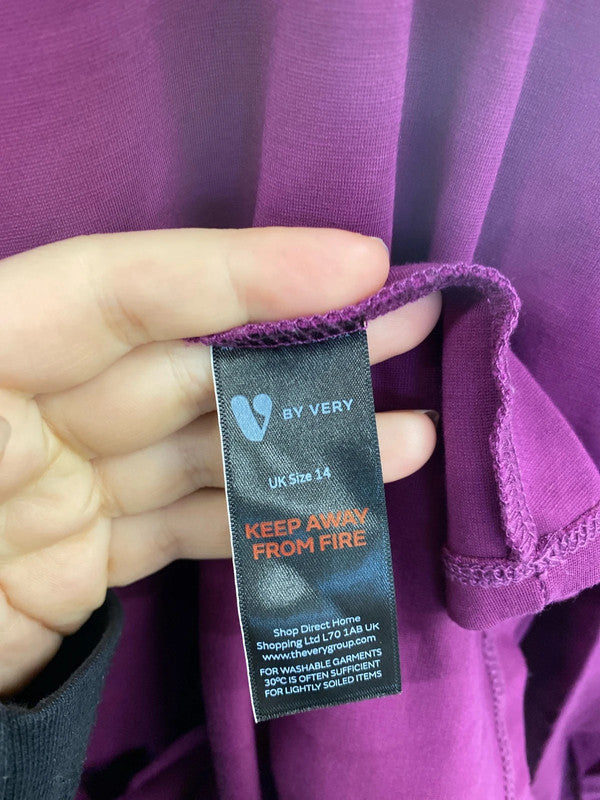 V BY VERY
UK Size 14
KEEP AWAY
FROM FIRE
Shop Direct Home
Shopping Ltd L70 1AB UK
www.theverygroup.com
FOR WASHABLE GARMENTS
30°C IS OFTEN SUFFICIENT
FOR LIGHTLY SOILED ITEMS